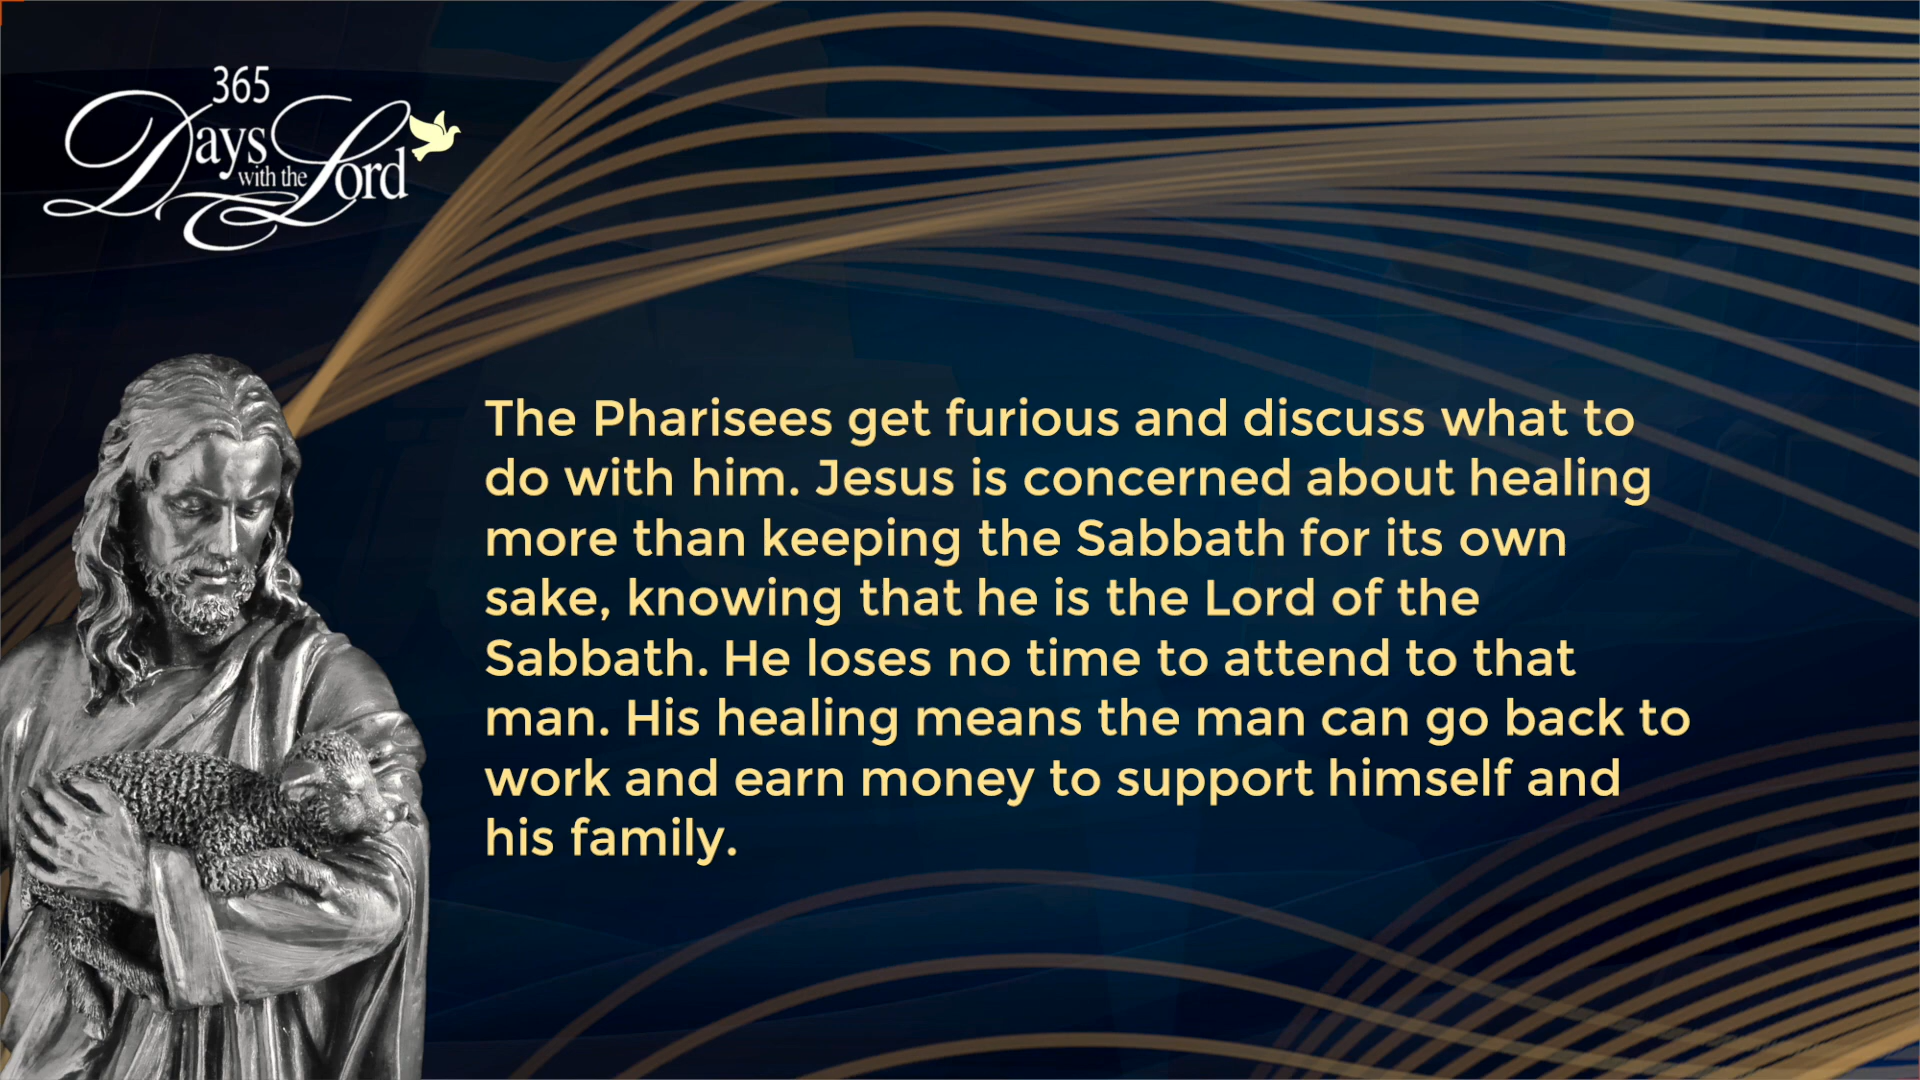 365
Days
with the
Lord
The Pharisees get furious and discuss what to
do with him. Jesus is concerned about healing
more than keeping the Sabbath for its own
sake, knowing that he is the Lord of the
Sabbath. He loses no time to attend to that
man. His healing means the man can go back to
work and earn money to support himself and
his family.